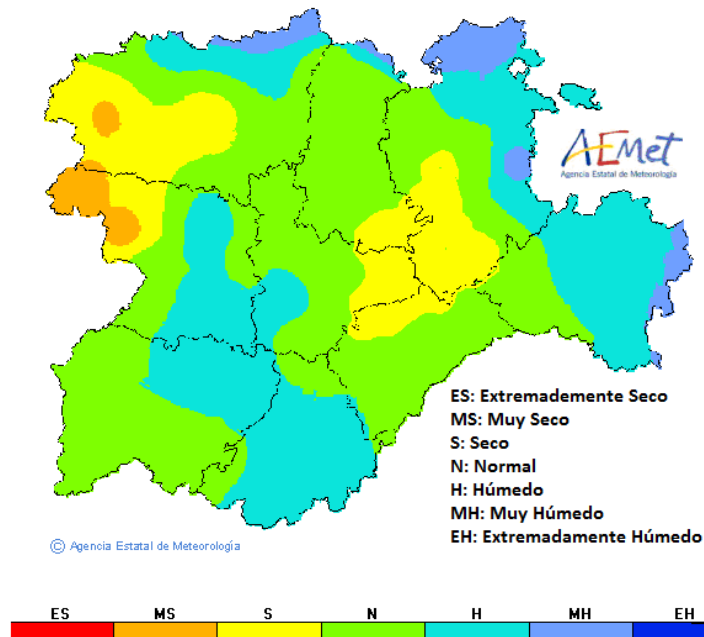 AEMet
Agencia Estatal de Meteorología
ES: Extremademente Seco
MS: Muy Seco
S: Seco
N: Normal
H: Húmedo
MH: Muy Húmedo
EH: Extremadamente Húmedo
© Agencia Estatal de Meteorología
ES MS S N H MH EH